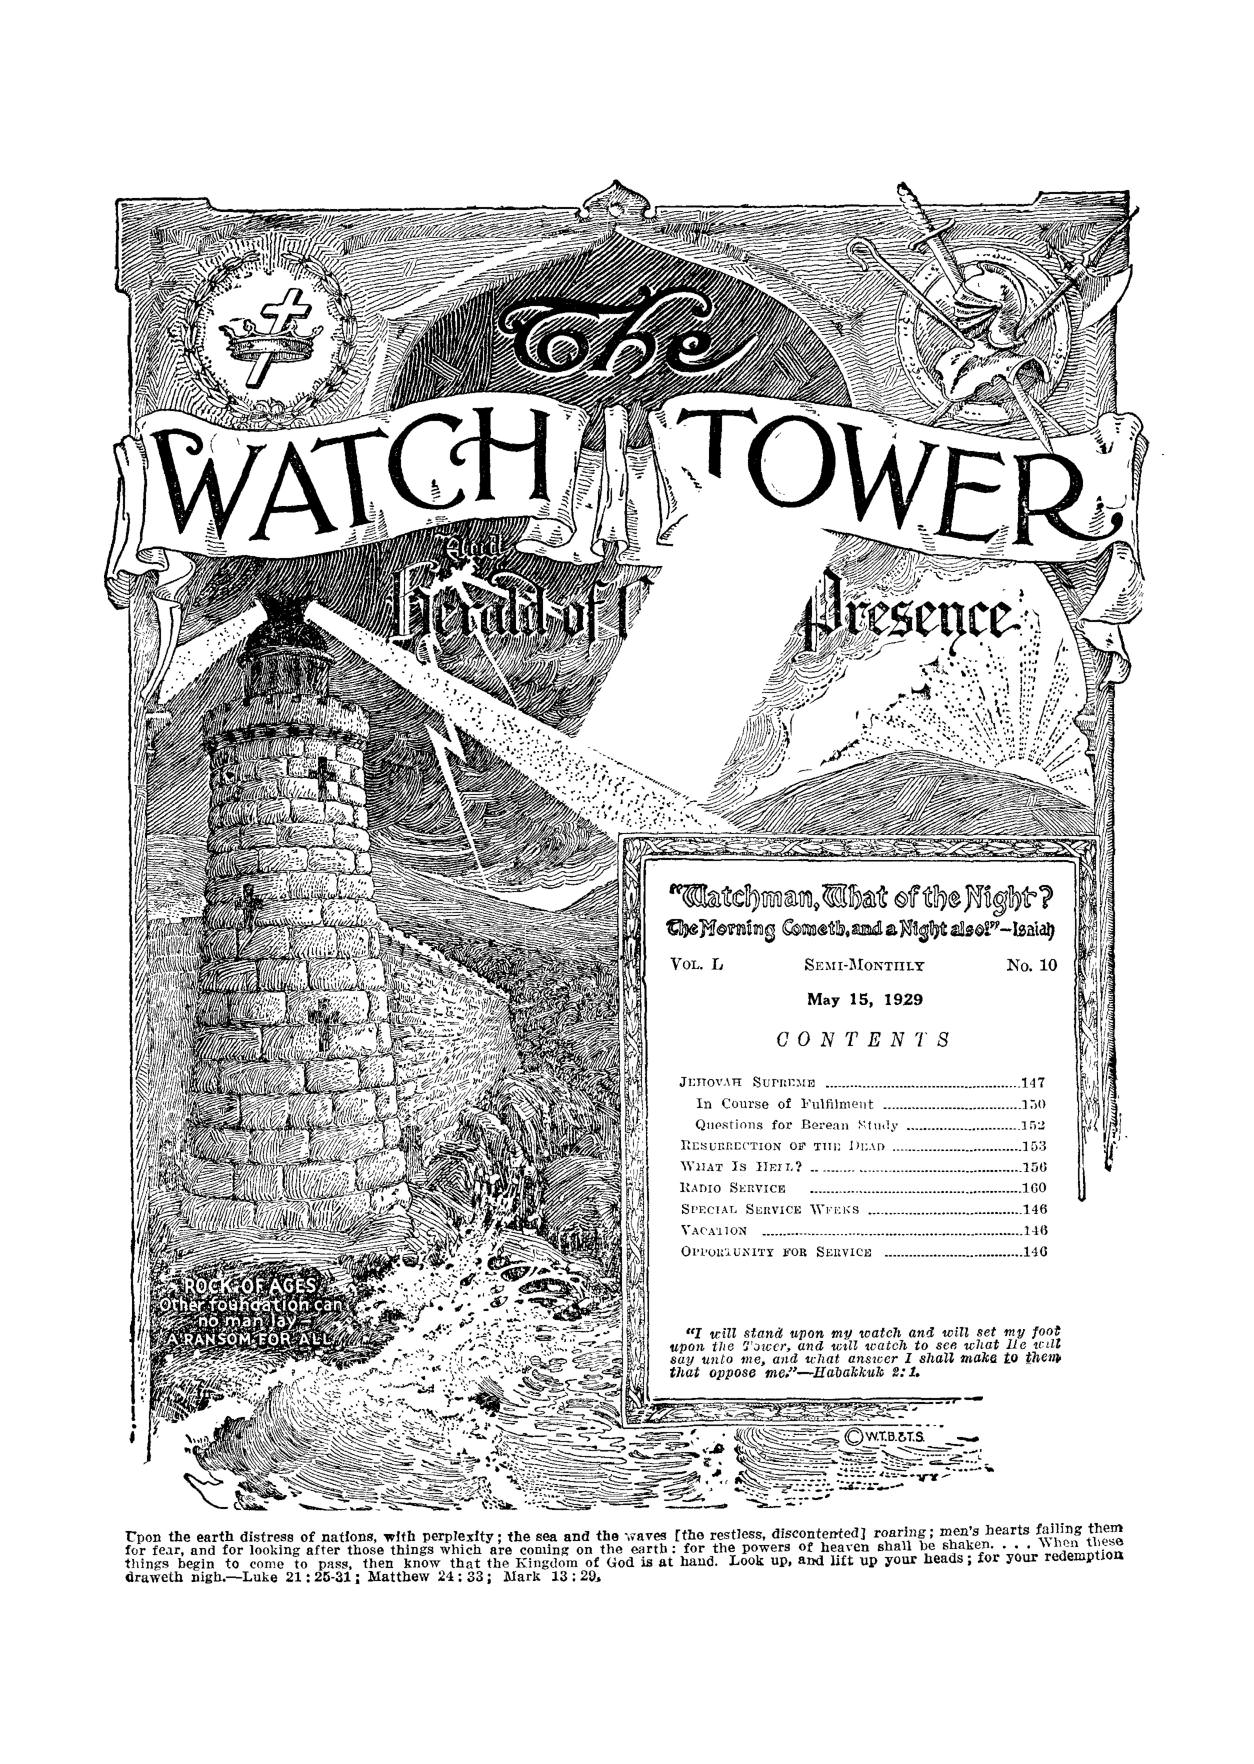 The
WATCH TOWER
And
Herald of Presence
"Watchman, What of the Night?
The Morning Cometh, and a Night also!"—Isaiah
VOL. L SEMI-MONTHLY No. 10
May 15, 1929
CONTENTS
JEHOVAH SUPREME 147
In Course of Fulfilment 150
Questions for Berean Study 152
RESURRECTION OF THE DEAD 153
WHAT IS HELL? 156
RADIO SERVICE 160
SPECIAL SERVICE WEEKS 146
VACATION 146
OPPORTUNITY FOR SERVICE 146
"I will stand upon my watch and will set my foot
upon the Tower, and will watch to see what He will
say unto me, and what answer I shall make to them
that oppose me."—Habakkuk 2:1.
ROCK OF AGES
Other foundation can
no man lay—
A RANSOM FOR ALL
©W.T.B.&T.S.
Upon the earth distress of nations, with perplexity; the sea and the waves [the restless, discontented] roaring; men's hearts failing them
for fear, and for looking after those things which are coming on the earth: for the powers of heaven shall be shaken. . . . When these
things begin to come to pass, then know that the Kingdom of God is at hand. Look up, and lift up your heads; for your redemption
draweth nigh.—Luke 21:25-31; Matthew 24:33; Mark 13:29.